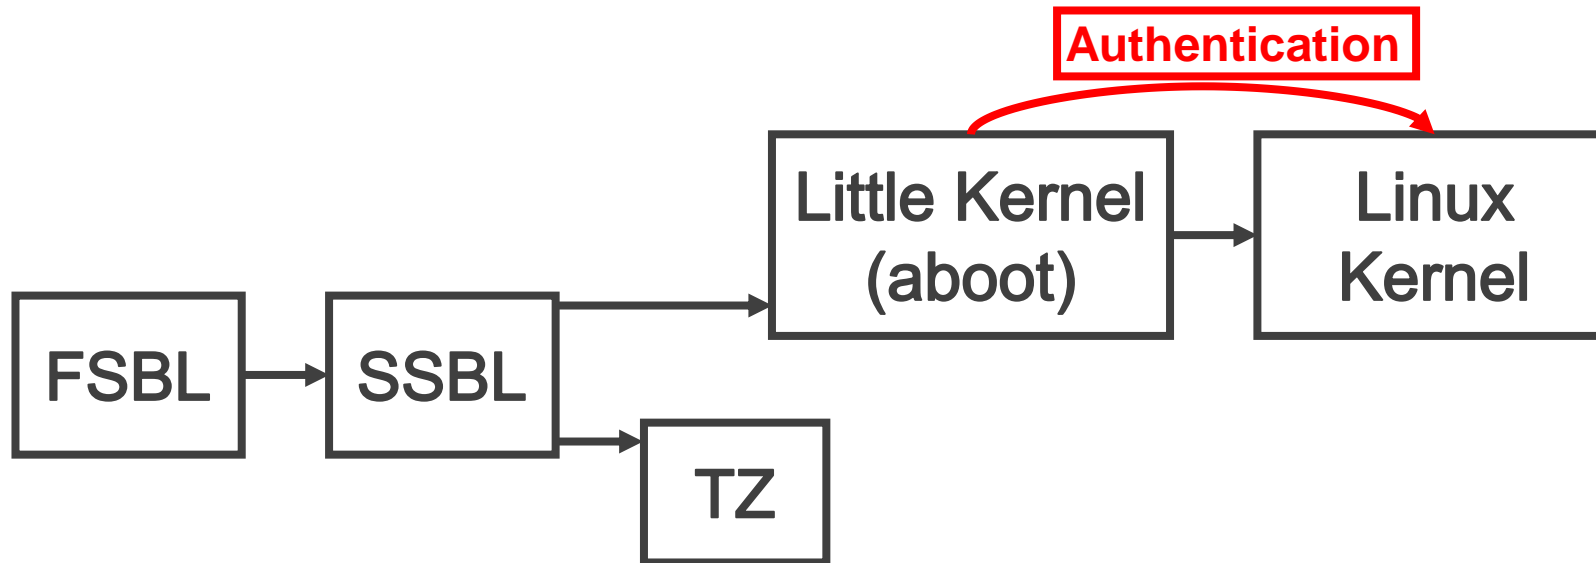 Authentication
Little Kernel
(aboot)
Linux
Kernel
FSBL
SSBL
TZ